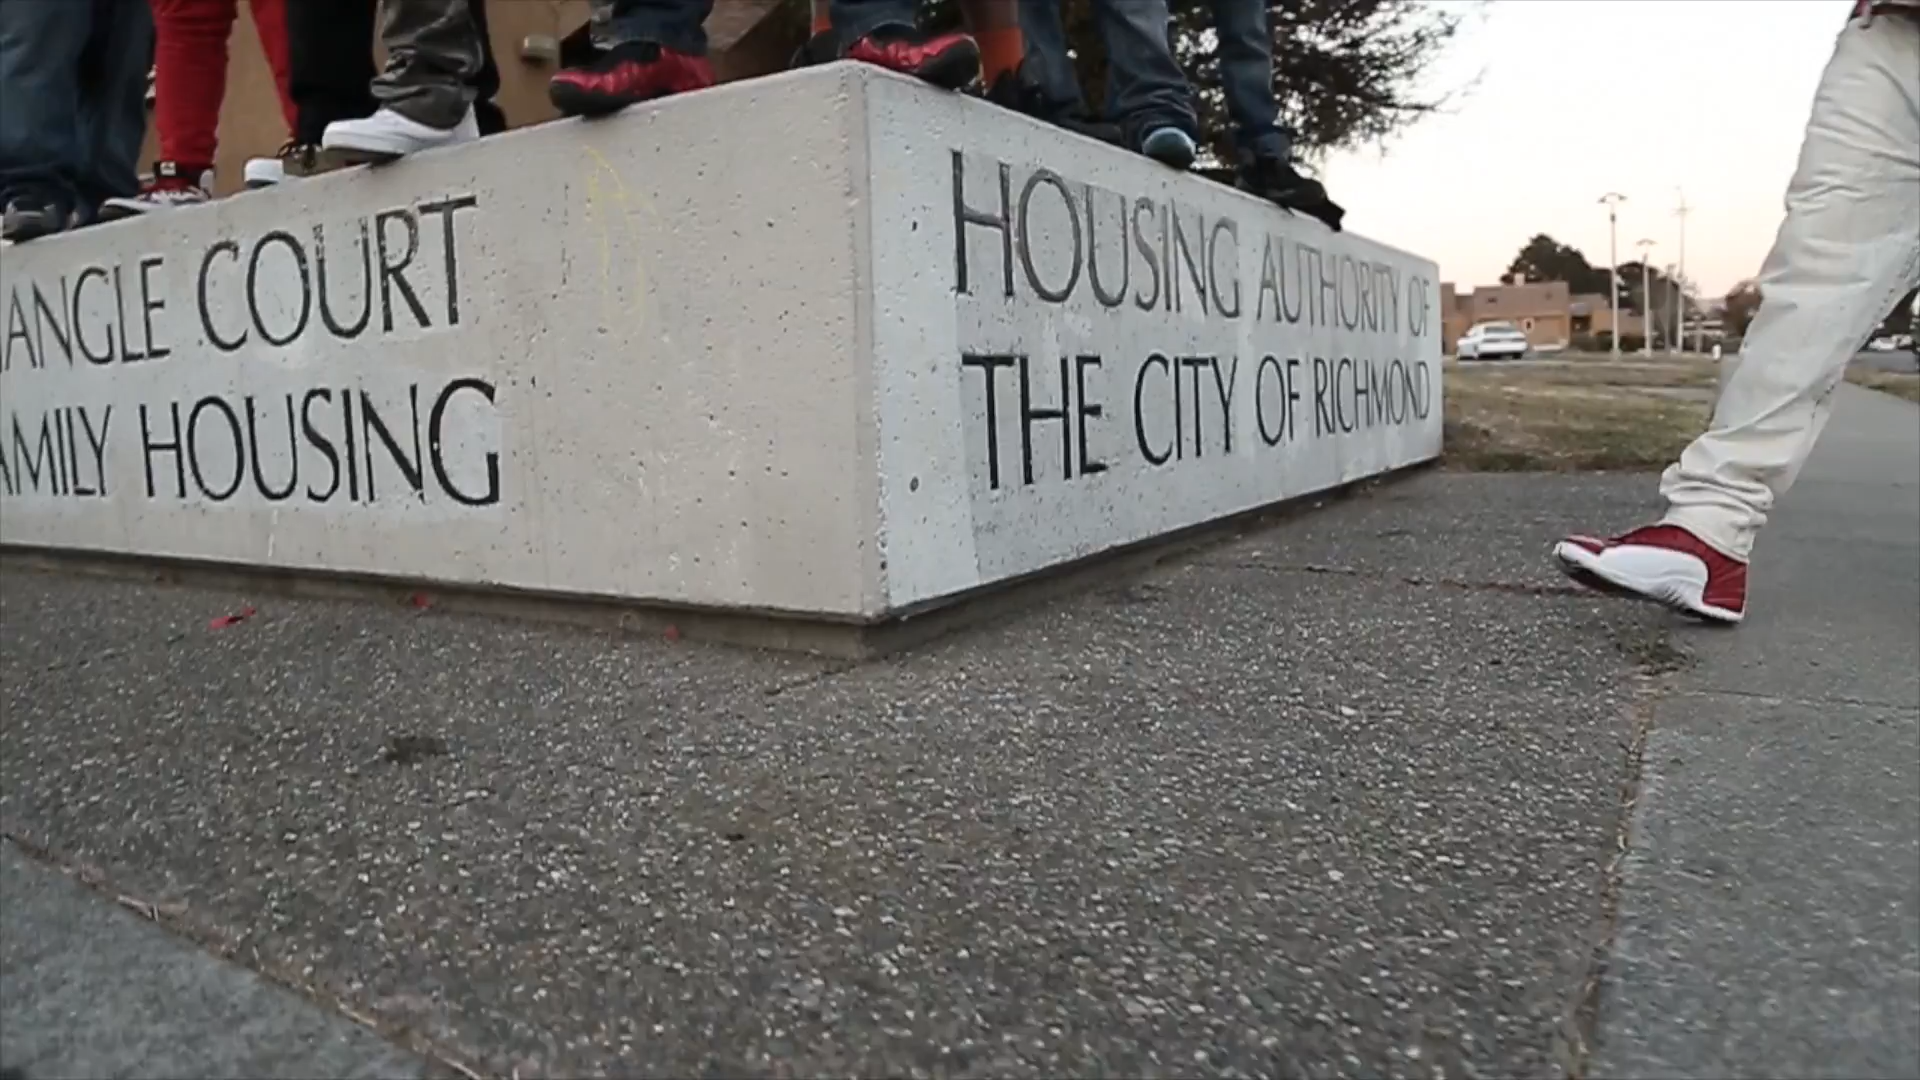 ANGLE COURT
AMILY HOUSING
HOUSING AUTHORITY OF
THE CITY OF RICHMOND